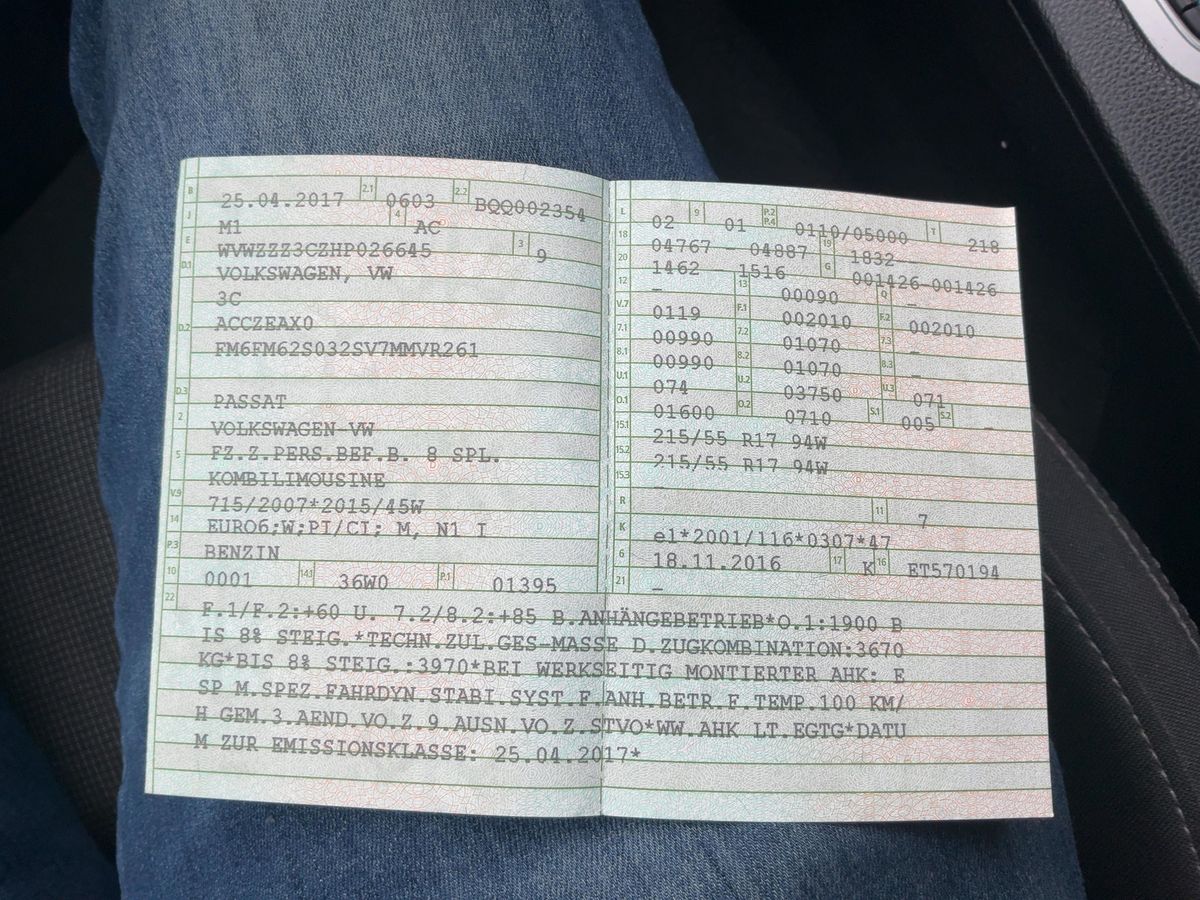 B 25.04.2017 2.1 0603 2.2 BQQ002354
J M1 4 AC
E WVWZZZ3CZHP026645 3 9
D.1 VOLKSWAGEN, VW
3C
D.2 ACCZEAX0
FM6FM62S032SV7MMVR261
D.3 PASSAT
2 VOLKSWAGEN-VW
5 FZ.Z.PERS.BEF.B. 8 SPL.
KOMBILIMOUSINE
V.9 715/2007*2015/45W
14 EURO6;W;PI/CI; M, N1 I
P.3 BENZIN
10 0001 14.1 36W0 P.1 01395
L 02 9 01 P.2 P.4 0110/05000 T 218
18 04767 - 04887 19 1832-
20 1462 - 1516 G 001426-001426
12 - 13 00090 Q -
V.7 0119 F.1 002010 F.2 002010
7.1 00990 7.2 01070 7.3 -
8.1 00990 8.2 01070 8.3 -
U.1 074 U.2 03750 U.3 071
O.1 01600 O.2 0710 S.1 005 S.2 -
15.1 215/55 R17 94W
15.2 215/55 R17 94W
15.3 -
R 11 7
K e1*2001/116*0307*47
6 18.11.2016 17 K 16 ET570194
21 -
22 F.1/F.2:+60 U. 7.2/8.2:+85 B.ANHÄNGEBETRIEB*O.1:1900 B
IS 8% STEIG.*TECHN.ZUL.GES-MASSE D.ZUGKOMBINATION:3670
KG*BIS 8% STEIG.:3970*BEI WERKSEITIG MONTIERTER AHK: E
SP M.SPEZ.FAHRDYN.STABI.SYST.F.ANH.BETR.F.TEMP.100 KM/
H GEM.3.AEND.VO.Z.9.AUSN.VO.Z.STVO*WW.AHK LT.EGTG*DATU
M ZUR EMISSIONSKLASSE: 25.04.2017*